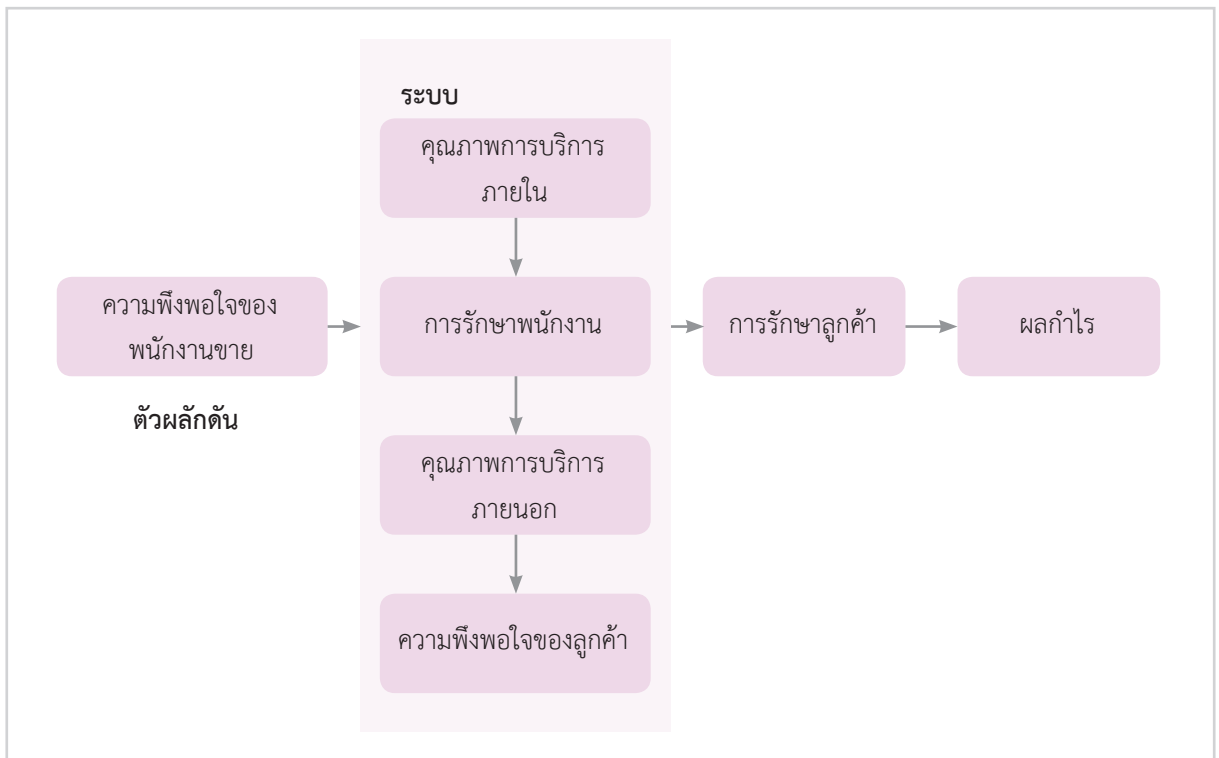 ระบบ
คุณภาพการบริการ
ภายใน
ความพึงพอใจของ
พนักงานขาย
ตัวผลักดัน
การรักษาพนักงาน
คุณภาพการบริการ
ภายนอก
ความพึงพอใจของลูกค้า
การรักษาลูกค้า
ผลกำไร